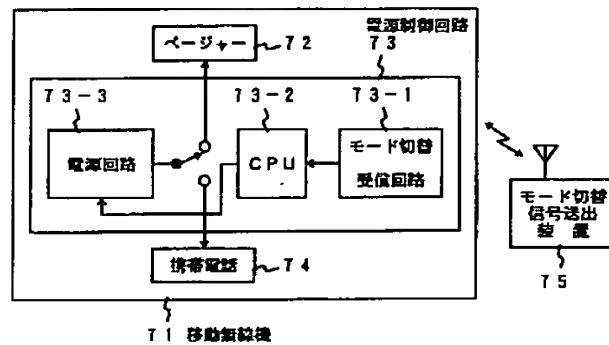 電源制御回路
ページャー
72
73
73-3
73-2
73-1
電源回路
CPU
モード切替
受信回路
モード切替
信号送出
装置
携帯電話
74
75
71 移動無線機